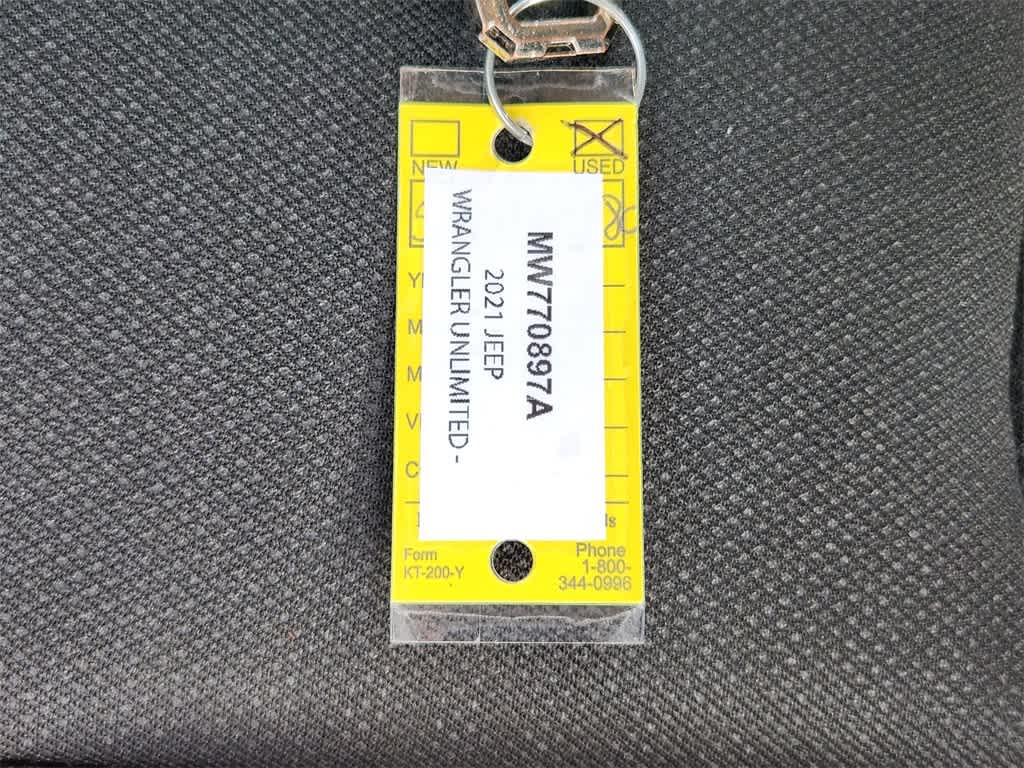 NEW
USED
MW770897A
2021 JEEP
WRANGLER UNLIMITED -
Form
KT-200-Y
Phone
1-800-
344-0996